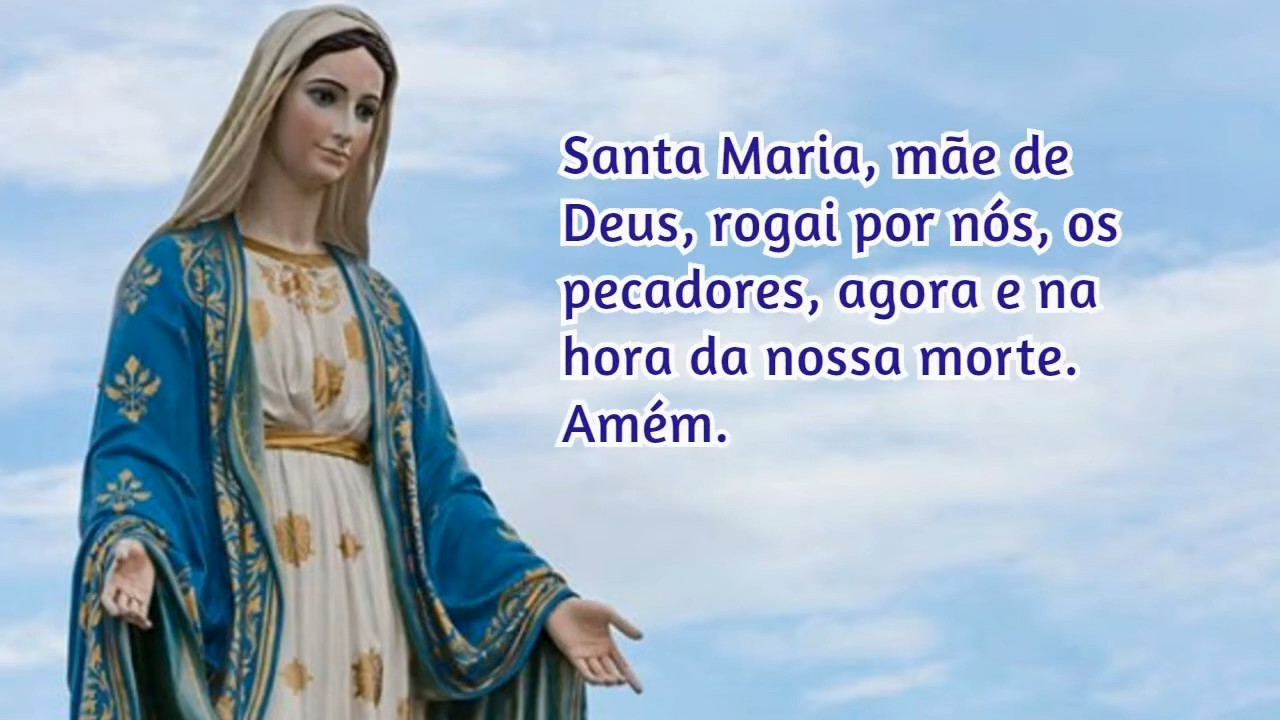 Santa Maria, mãe de
Deus, rogai por nós, os
pecadores, agora e na
hora da nossa morte.
Amém.